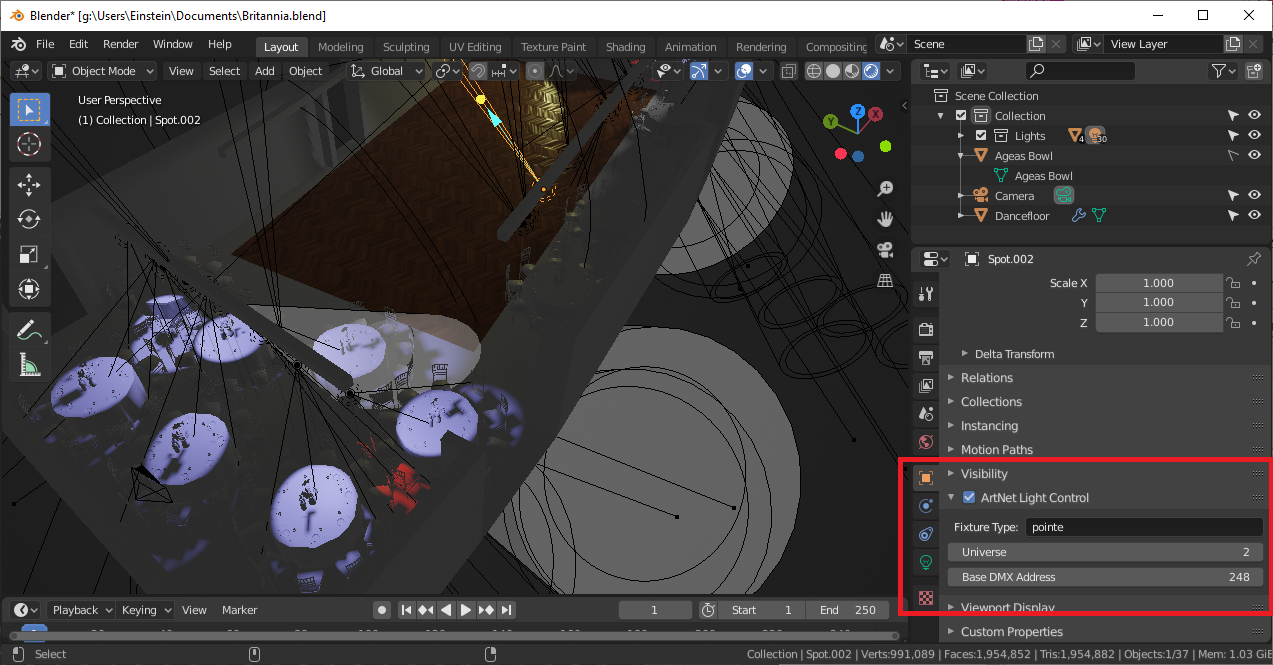 Blender* [g:\Users\Einstein\Documents\Britannia.blend]
File Edit Render Window Help Layout Modeling Sculpting UV Editing Texture Paint Shading Animation Rendering Compositing Scene View Layer
Object Mode View Select Add Object Global
User Perspective
(1) Collection | Spot.002
Z
X
Y
Scene Collection
Collection
Lights 4 30
Ageas Bowl
Ageas Bowl
Camera
Dancefloor
Spot.002
Scale X 1.000
Y 1.000
Z 1.000
Delta Transform
Relations
Collections
Instancing
Motion Paths
Visibility
ArtNet Light Control
Fixture Type: pointe
Universe 2
Base DMX Address 248
Viewport Display
Custom Properties
Playback Keying View Marker 1 Start 1 End 250
Select Collection | Spot.002 | Verts:991,089 | Faces:1,954,852 | Tris:1,954,882 | Objects:1/37 | Mem: 1.03 GiB